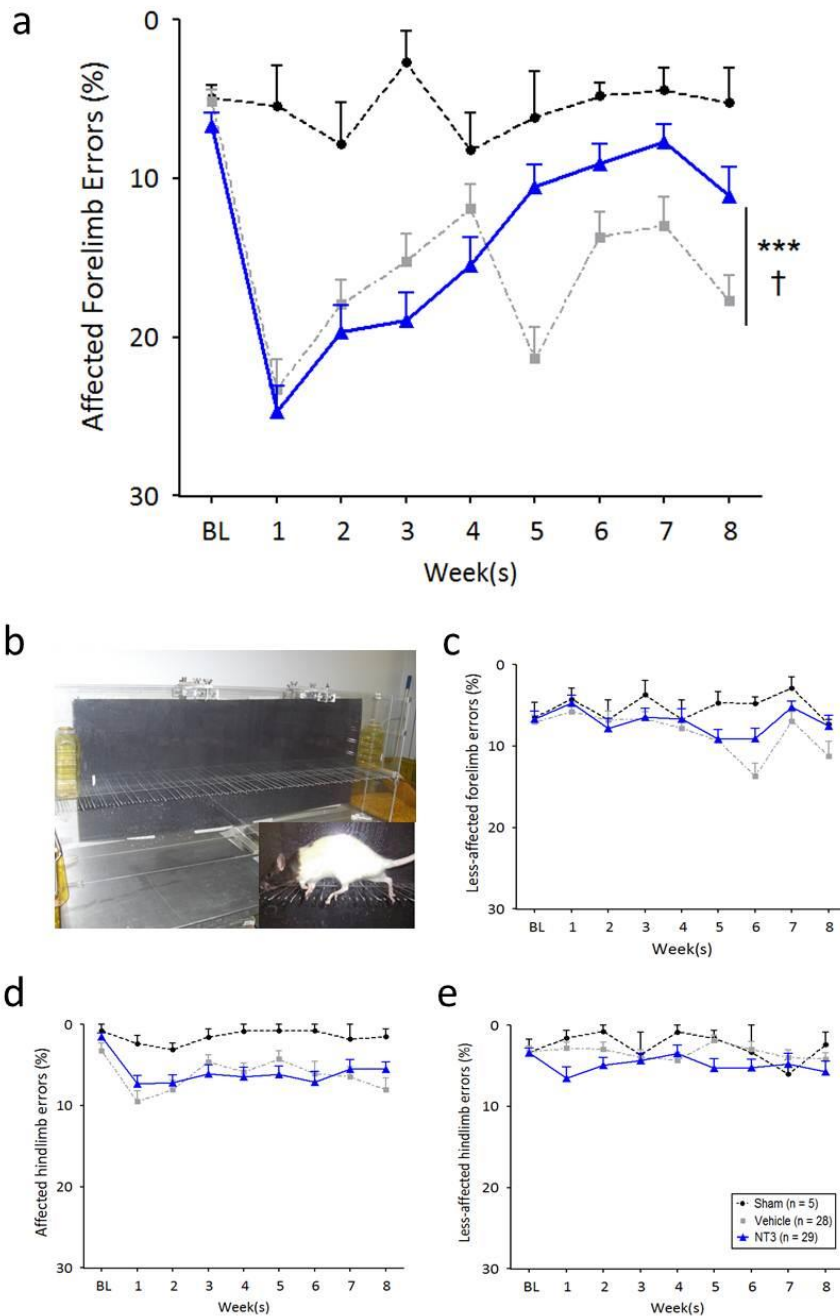 a
Affected Forelimb Errors (%)
0
10
20
30
BL 1 2 3 4 5 6 7 8
Week(s)
***
†
b
c
Less-affected forelimb errors (%)
0
10
20
30
BL 1 2 3 4 5 6 7 8
Week(s)
d
Affected hindlimb errors (%)
0
10
20
30
BL 1 2 3 4 5 6 7 8
Week(s)
e
Less-affected hindlimb errors (%)
0
10
20
30
BL 1 2 3 4 5 6 7 8
Week(s)
Sham (n = 5)
Vehicle (n = 28)
NT3 (n = 29)